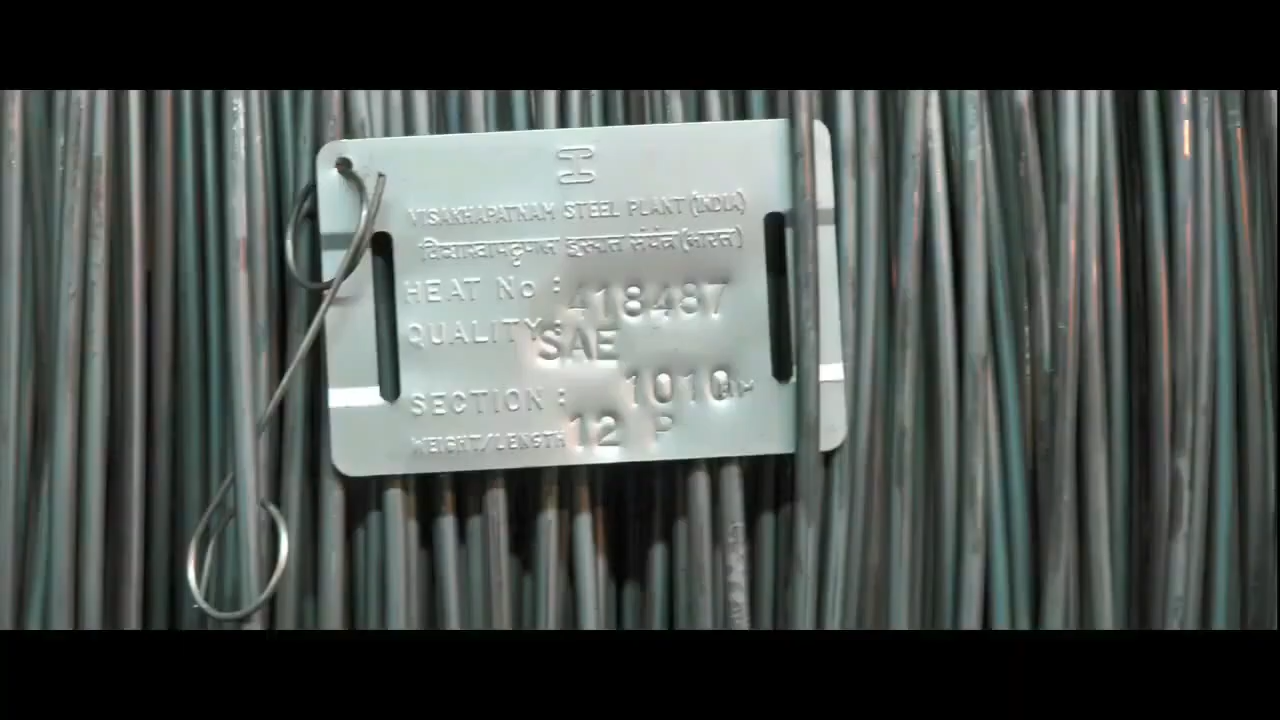 VISAKHAPATNAM STEEL PLANT (INDIA)
विशाखापट्टणम इस्पात संयंत्र (भारत)
HEAT No : 418487
QUALITY : SAE
1010
SECTION :
WEIGHT/LENGTH 12 P